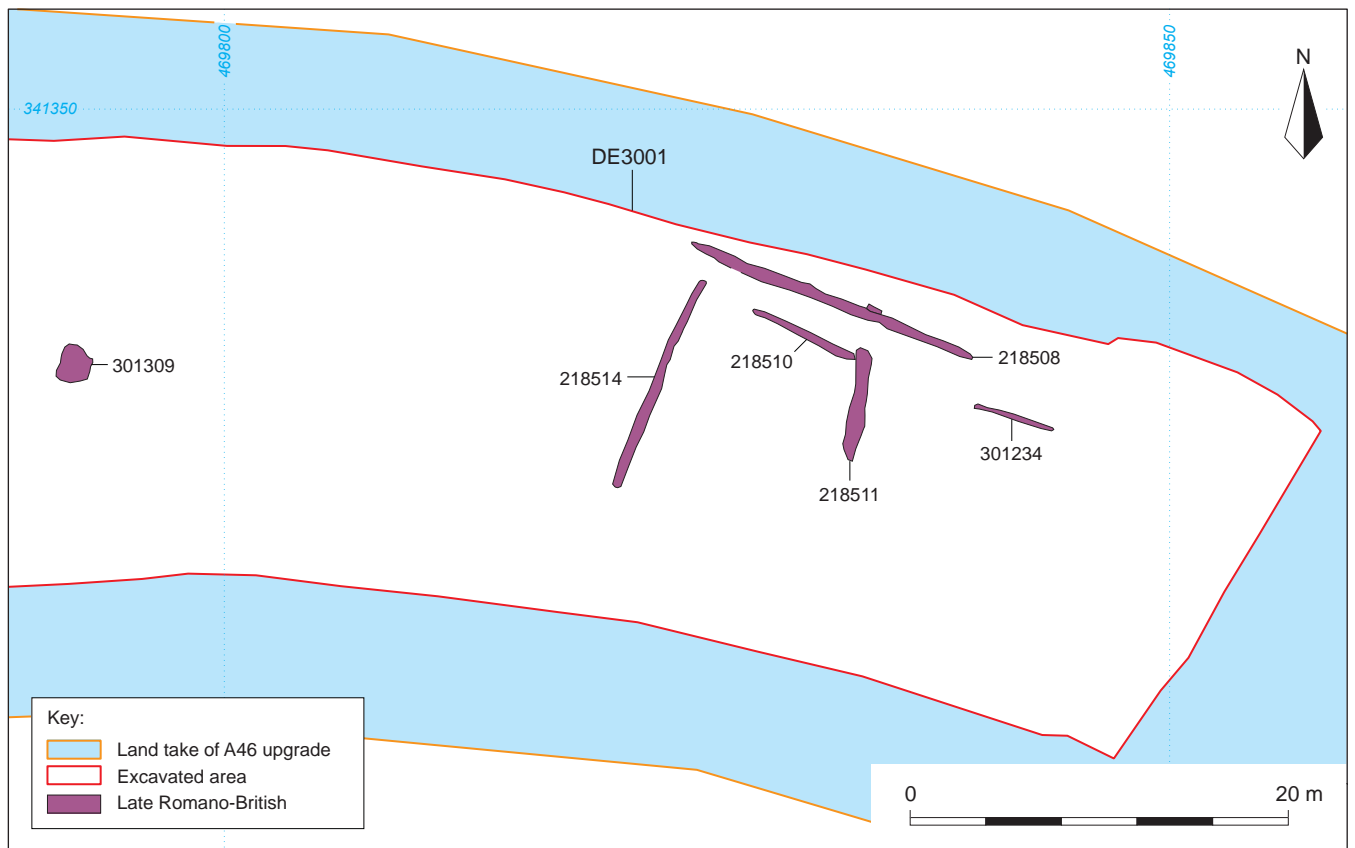 469800
469850
N
341350
DE3001
301309
218514
218510
218508
301234
218511
Key:
Land take of A46 upgrade
Excavated area
Late Romano-British
0 20 m